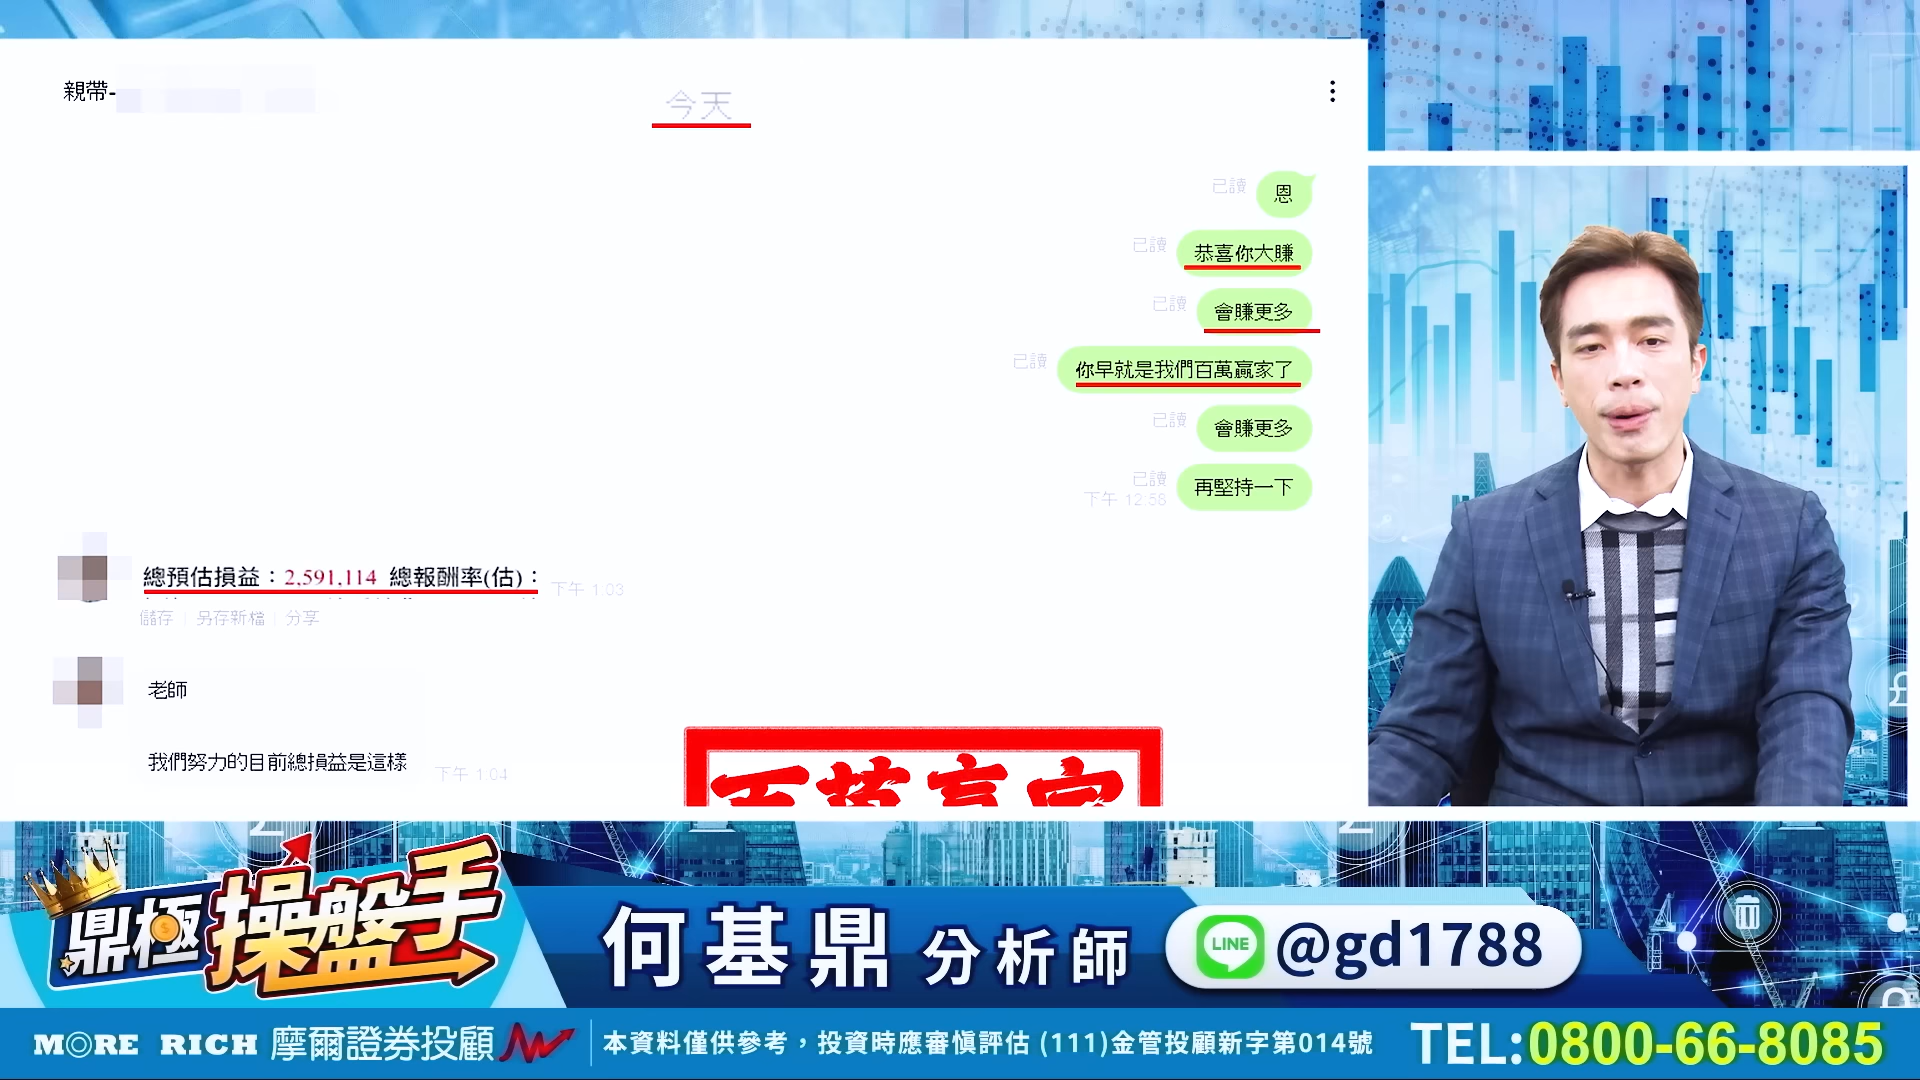 親帶-
今天
已讀 恩
已讀 恭喜你大賺
已讀 會賺更多
已讀 你早就是我們百萬贏家了
已讀 會賺更多
已讀
下午 12:58 再堅持一下
總預估損益：2,591,114 總報酬率(估)： 下午 1:03
儲存 | 另存新檔 | 分享
老師
我們努力的目前總損益是這樣 下午 1:04
百萬贏家
鼎極操盤手
何基鼎 分析師
LINE @gd1788
MORE RICH 摩爾證券投顧
本資料僅供參考，投資時應審慎評估 (111)金管投顧新字第014號
TEL:0800-66-8085